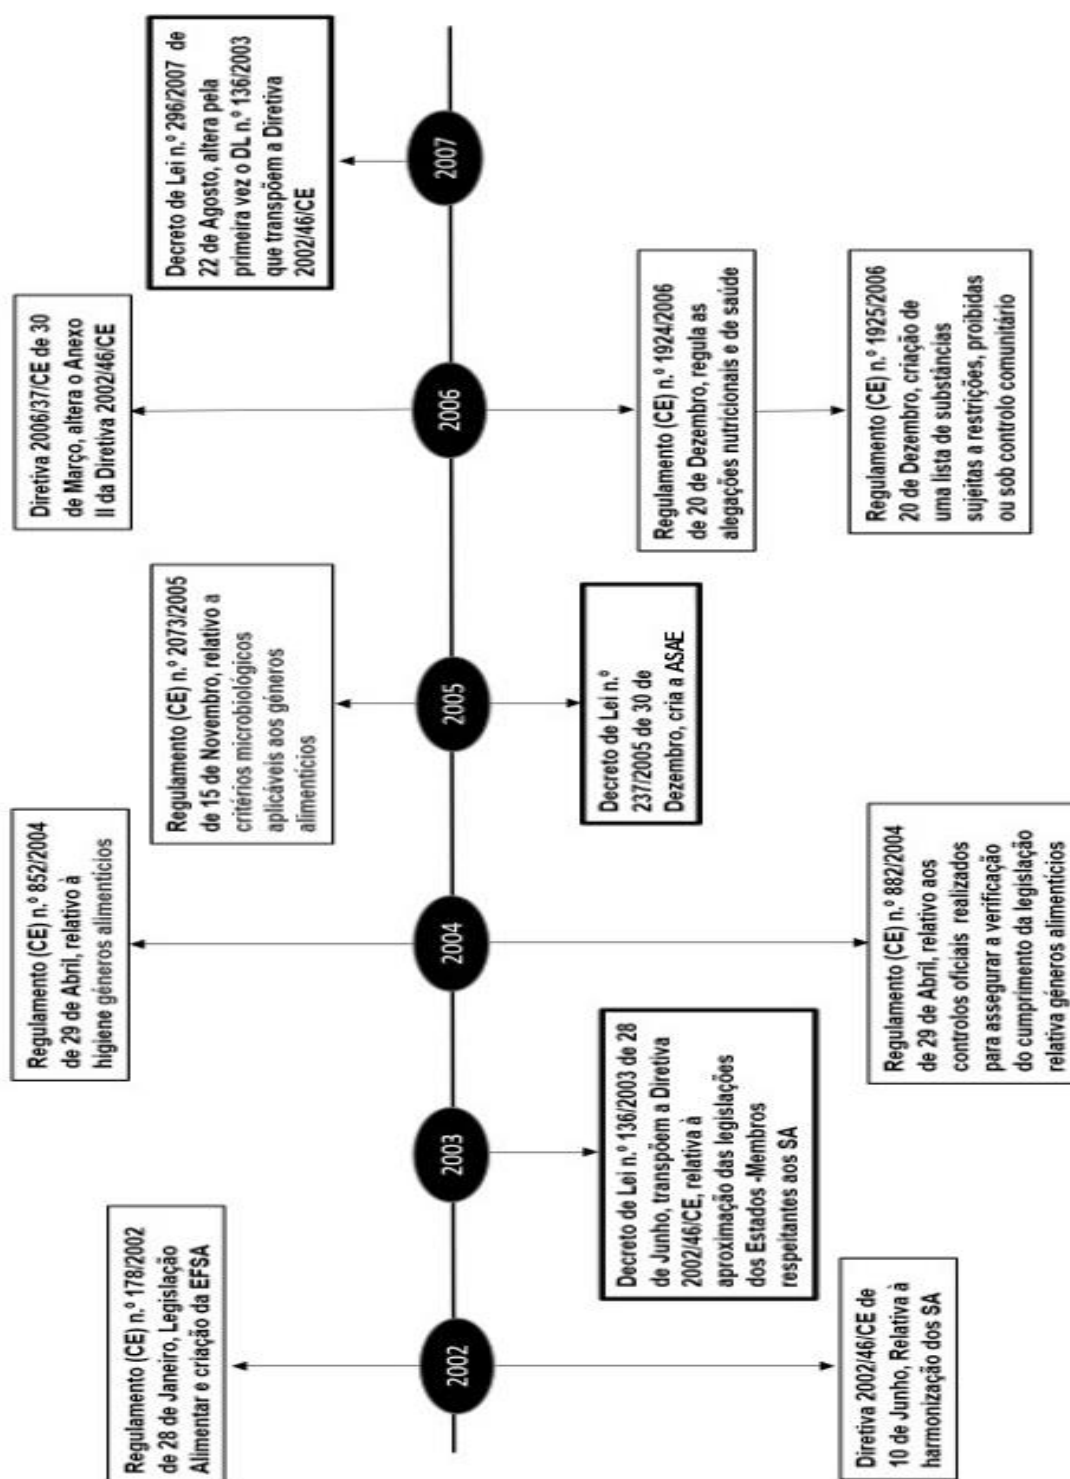 Regulamento (CE) n.º 178/2002
de 28 de Janeiro, Legislação
Alimentar e criação da EFSA
2002
Diretiva 2002/46/CE de
10 de Junho, Relativa à
harmonização dos SA
2003
Decreto de Lei n.º 136/2003 de 28
de Junho, transpõem a Diretiva
2002/46/CE, relativa à
aproximação das legislações
dos Estados -Membros
respeitantes aos SA
Regulamento (CE) n.º 852/2004
de 29 de Abril, relativo à
higiene géneros alimentícios
2004
Regulamento (CE) n.º 882/2004
de 29 de Abril, relativo aos
controlos oficiais realizados
para assegurar a verificação
do cumprimento da legislação
relativa géneros alimentícios
Regulamento (CE) n.º 2073/2005
de 15 de Novembro, relativo a
critérios microbiológicos
aplicáveis aos géneros
alimentícios
2005
Decreto de Lei n.º
237/2005 de 30 de
Dezembro, cria a ASAE
Diretiva 2006/37/CE de 30
de Março, altera o Anexo
II da Diretiva 2002/46/CE
2006
Regulamento (CE) n.º 1924/2006
de 20 de Dezembro, regula as
alegações nutricionais e de saúde
Regulamento (CE) n.º 1925/2006
20 de Dezembro, criação de
uma lista de substâncias
sujeitas a restrições, proibidas
ou sob controlo comunitário
Decreto de Lei n.º 296/2007 de
22 de Agosto, altera pela
primeira vez o DL n.º 136/2003
que transpõem a Diretiva
2002/46/CE
2007